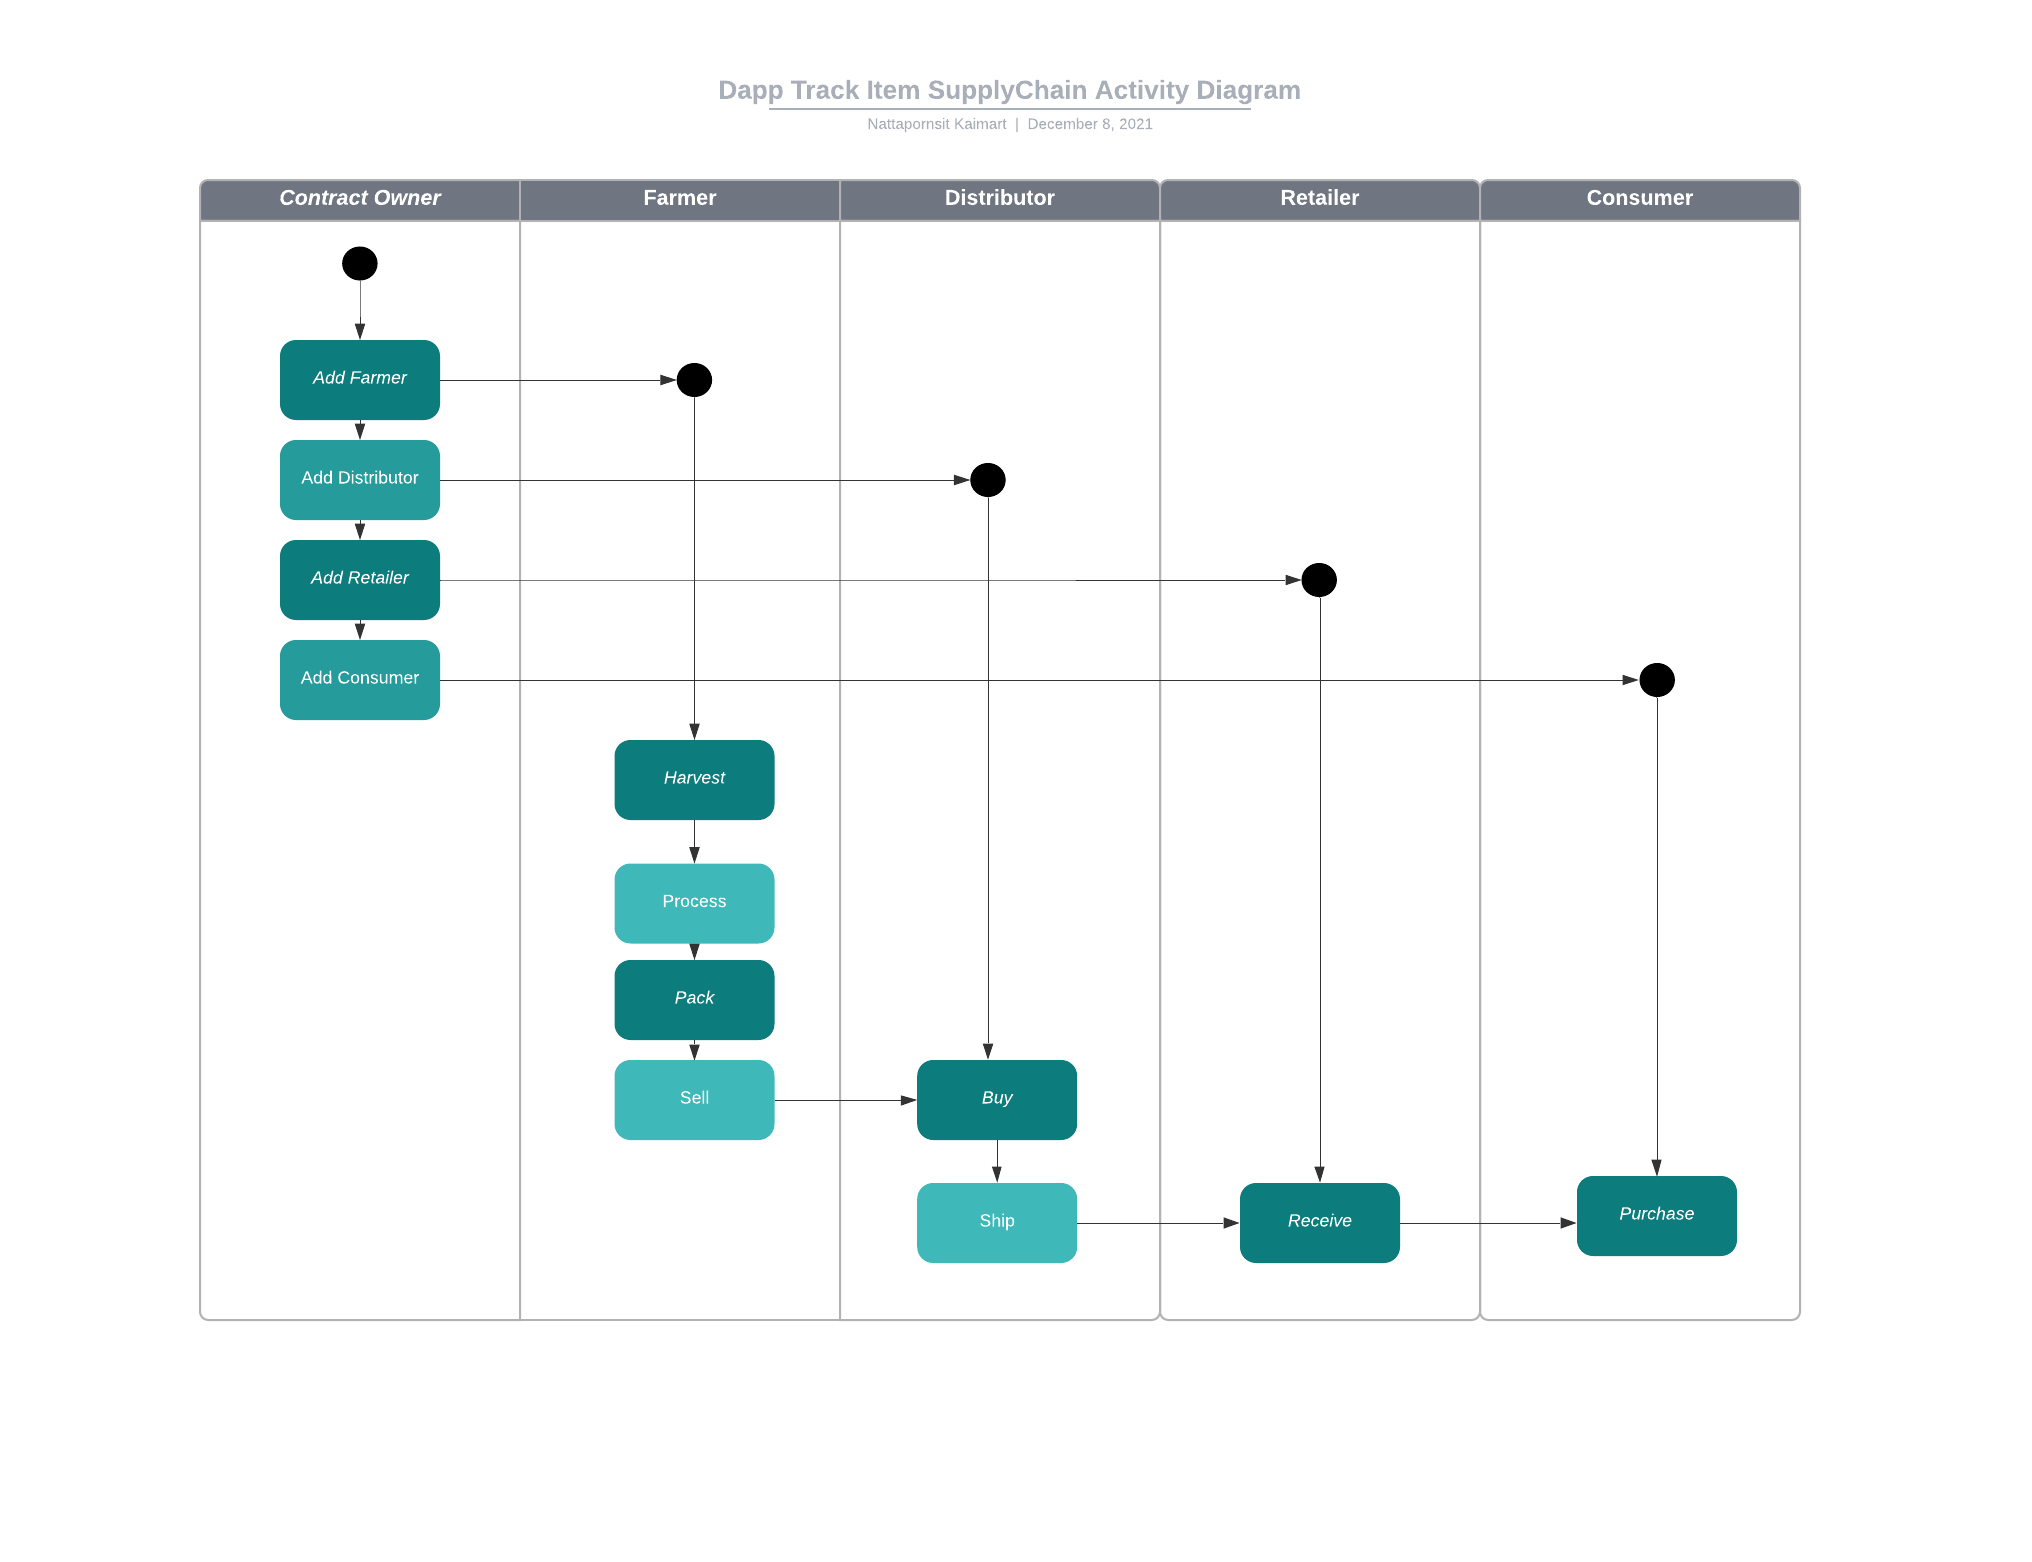 Dapp Track Item SupplyChain Activity Diagram
Nattapornsit Kaimart | December 8, 2021
Contract Owner
Farmer
Distributor
Retailer
Consumer
Add Farmer
Add Distributor
Add Retailer
Add Consumer
Harvest
Process
Pack
Sell
Buy
Ship
Receive
Purchase